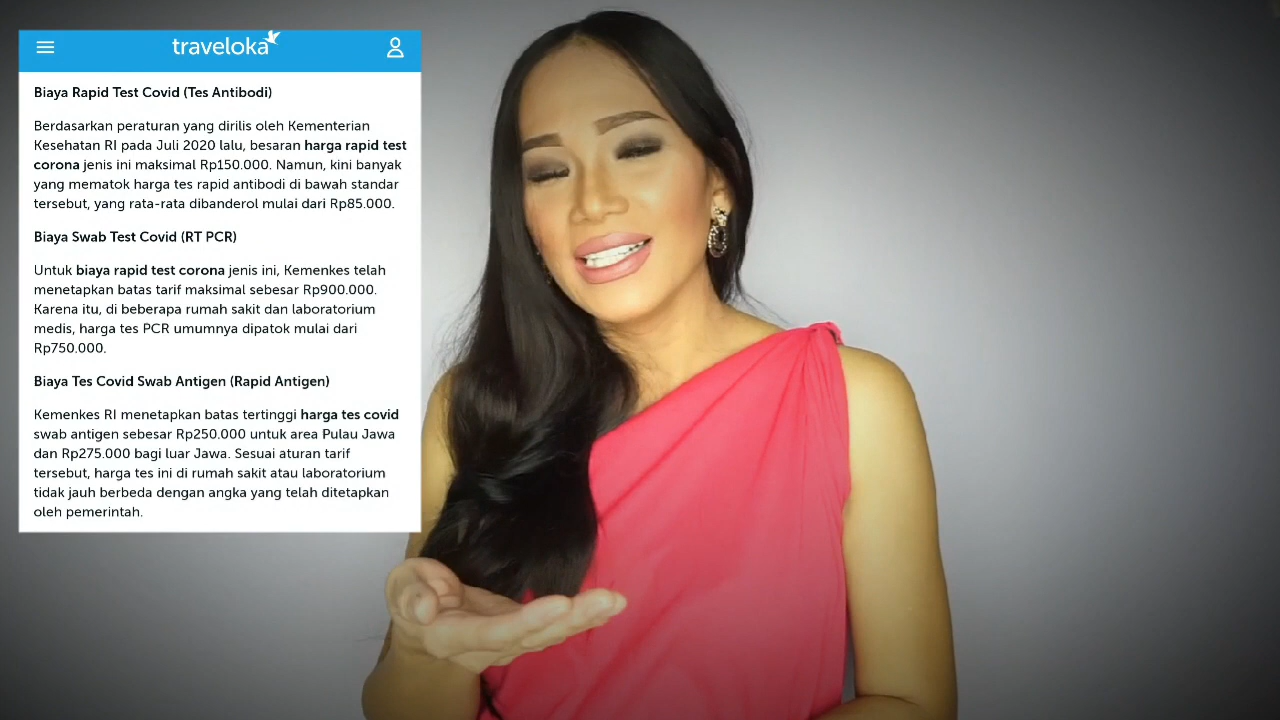 traveloka
Biaya Rapid Test Covid (Tes Antibodi)
Berdasarkan peraturan yang dirilis oleh Kementerian
Kesehatan RI pada Juli 2020 lalu, besaran harga rapid test
corona jenis ini maksimal Rp150.000. Namun, kini banyak
yang mematok harga tes rapid antibodi di bawah standar
tersebut, yang rata-rata dibanderol mulai dari Rp85.000.
Biaya Swab Test Covid (RT PCR)
Untuk biaya rapid test corona jenis ini, Kemenkes telah
menetapkan batas tarif maksimal sebesar Rp900.000.
Karena itu, di beberapa rumah sakit dan laboratorium
medis, harga tes PCR umumnya dipatok mulai dari
Rp750.000.
Biaya Tes Covid Swab Antigen (Rapid Antigen)
Kemenkes RI menetapkan batas tertinggi harga tes covid
swab antigen sebesar Rp250.000 untuk area Pulau Jawa
dan Rp275.000 bagi luar Jawa. Sesuai aturan tarif
tersebut, harga tes ini di rumah sakit atau laboratorium
tidak jauh berbeda dengan angka yang telah ditetapkan
oleh pemerintah.